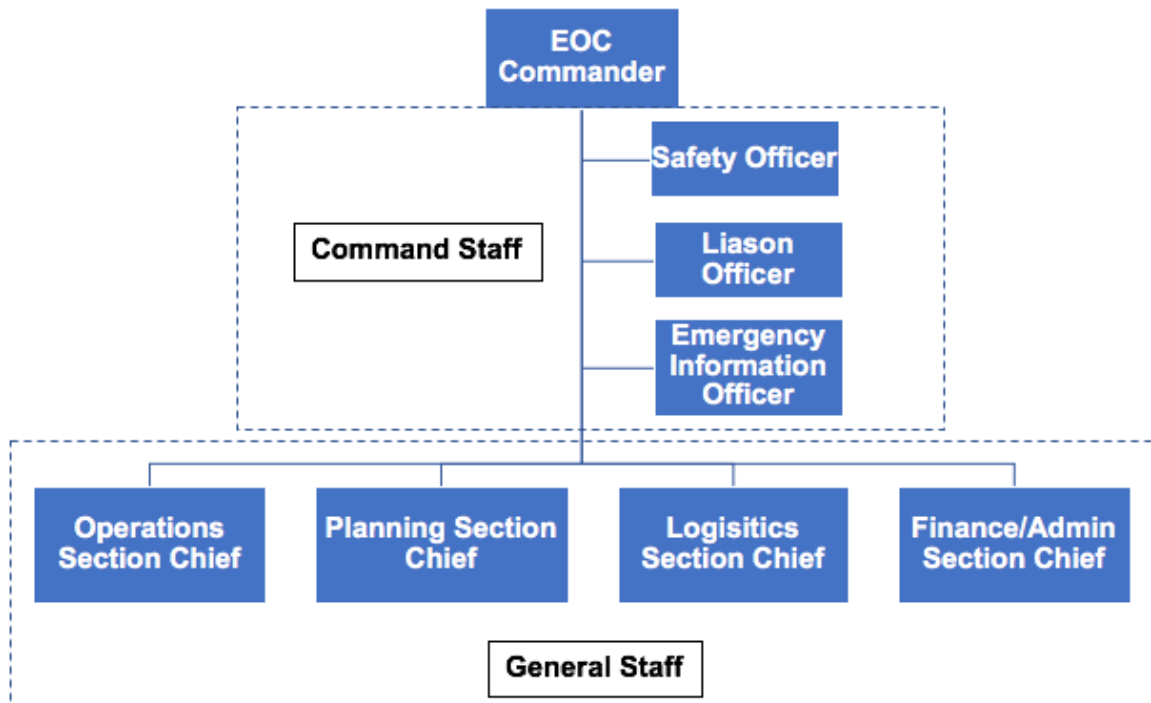 EOC
Commander
Safety Officer
Command Staff
Liason
Officer
Emergency
Information
Officer
Operations
Section Chief
Planning Section
Chief
Logisitics
Section Chief
Finance/Admin
Section Chief
General Staff